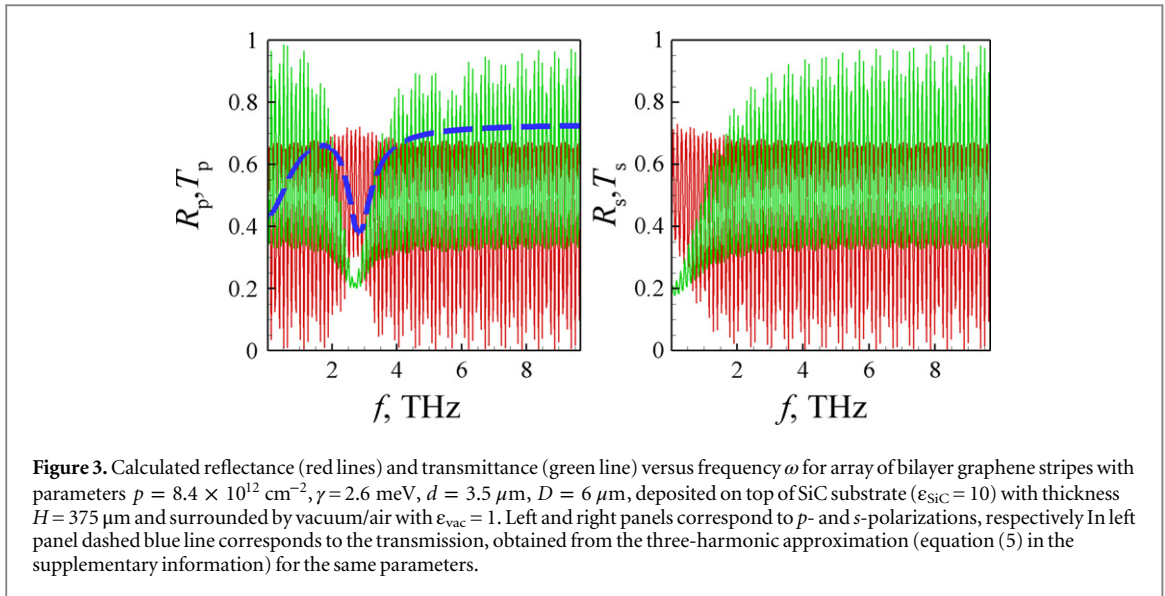 1
0.8
0.6
0.4
0.2
0
R_p,T_p
2 4 6 8
f, THz
1
0.8
0.6
0.4
0.2
0
R_s,T_s
2 4 6 8
f, THz
Figure 3. Calculated reflectance (red lines) and transmittance (green line) versus frequency ω for array of bilayer graphene stripes with
parameters p = 8.4 × 10¹² cm⁻², γ = 2.6 meV, d = 3.5 μm, D = 6 μm, deposited on top of SiC substrate (ε_SiC = 10) with thickness
H = 375 μm and surrounded by vacuum/air with ε_vac = 1. Left and right panels correspond to p- and s-polarizations, respectively In left
panel dashed blue line corresponds to the transmission, obtained from the three-harmonic approximation (equation (5) in the
supplementary information) for the same parameters.